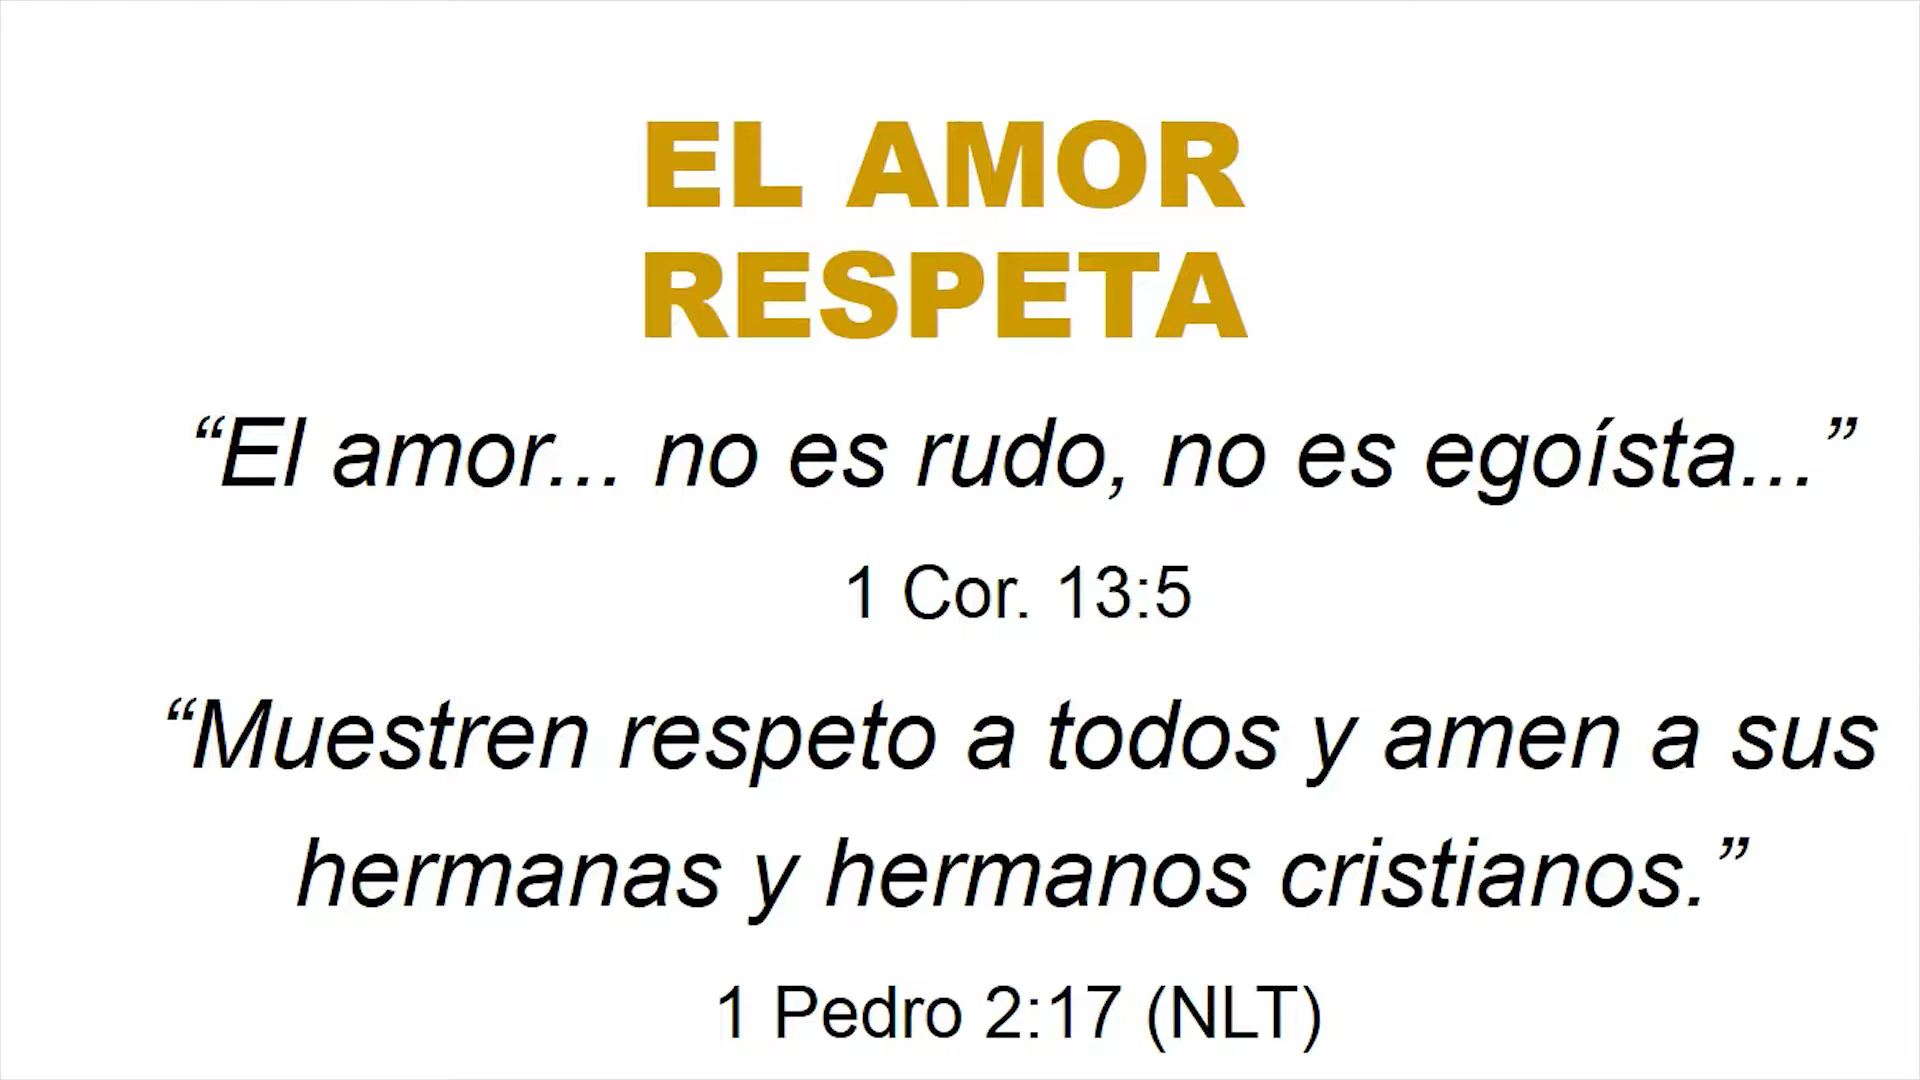 EL AMOR
RESPETA
“El amor... no es rudo, no es egoísta...”
1 Cor. 13:5
“Muestren respeto a todos y amen a sus
hermanas y hermanos cristianos.”
1 Pedro 2:17 (NLT)